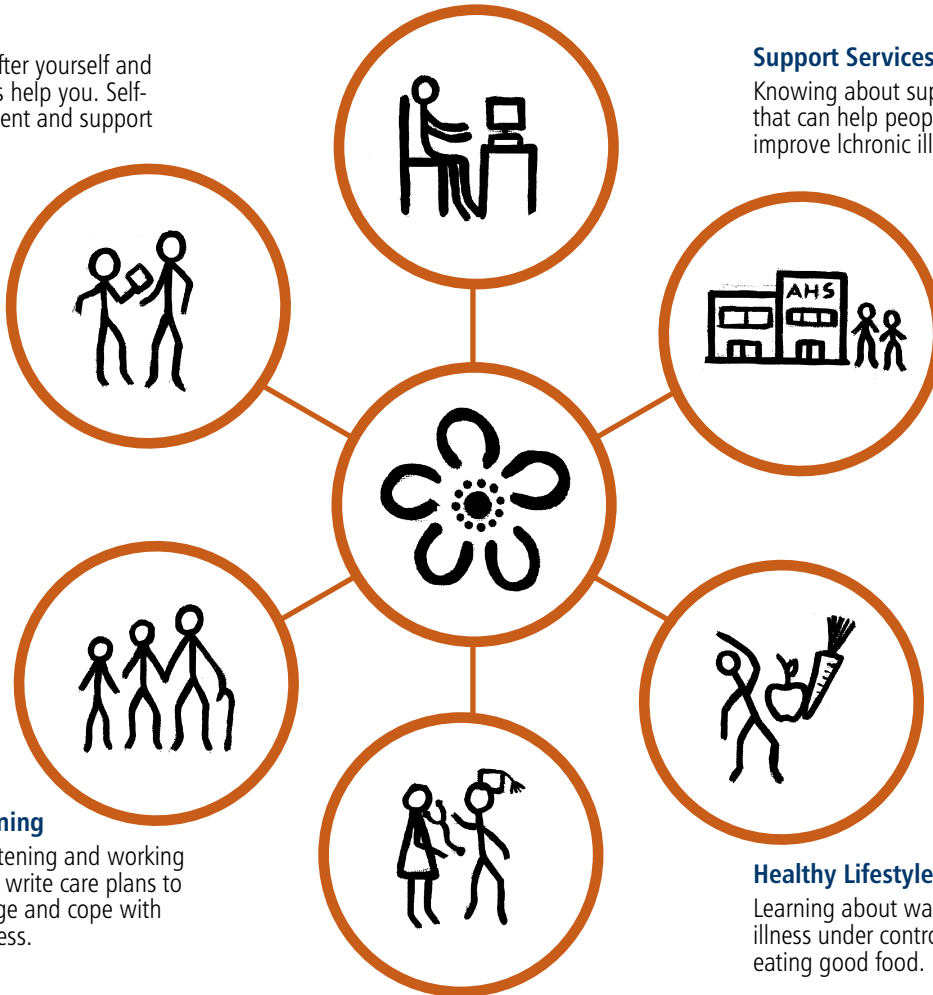 fter yourself and
s help you. Self-
ent and support
Support Services
Knowing about sup
that can help peop
improve lchronic ill
AHS
ning
tening and working
write care plans to
ge and cope with
ess.
Healthy Lifestyle
Learning about wa
illness under contro
eating good food.